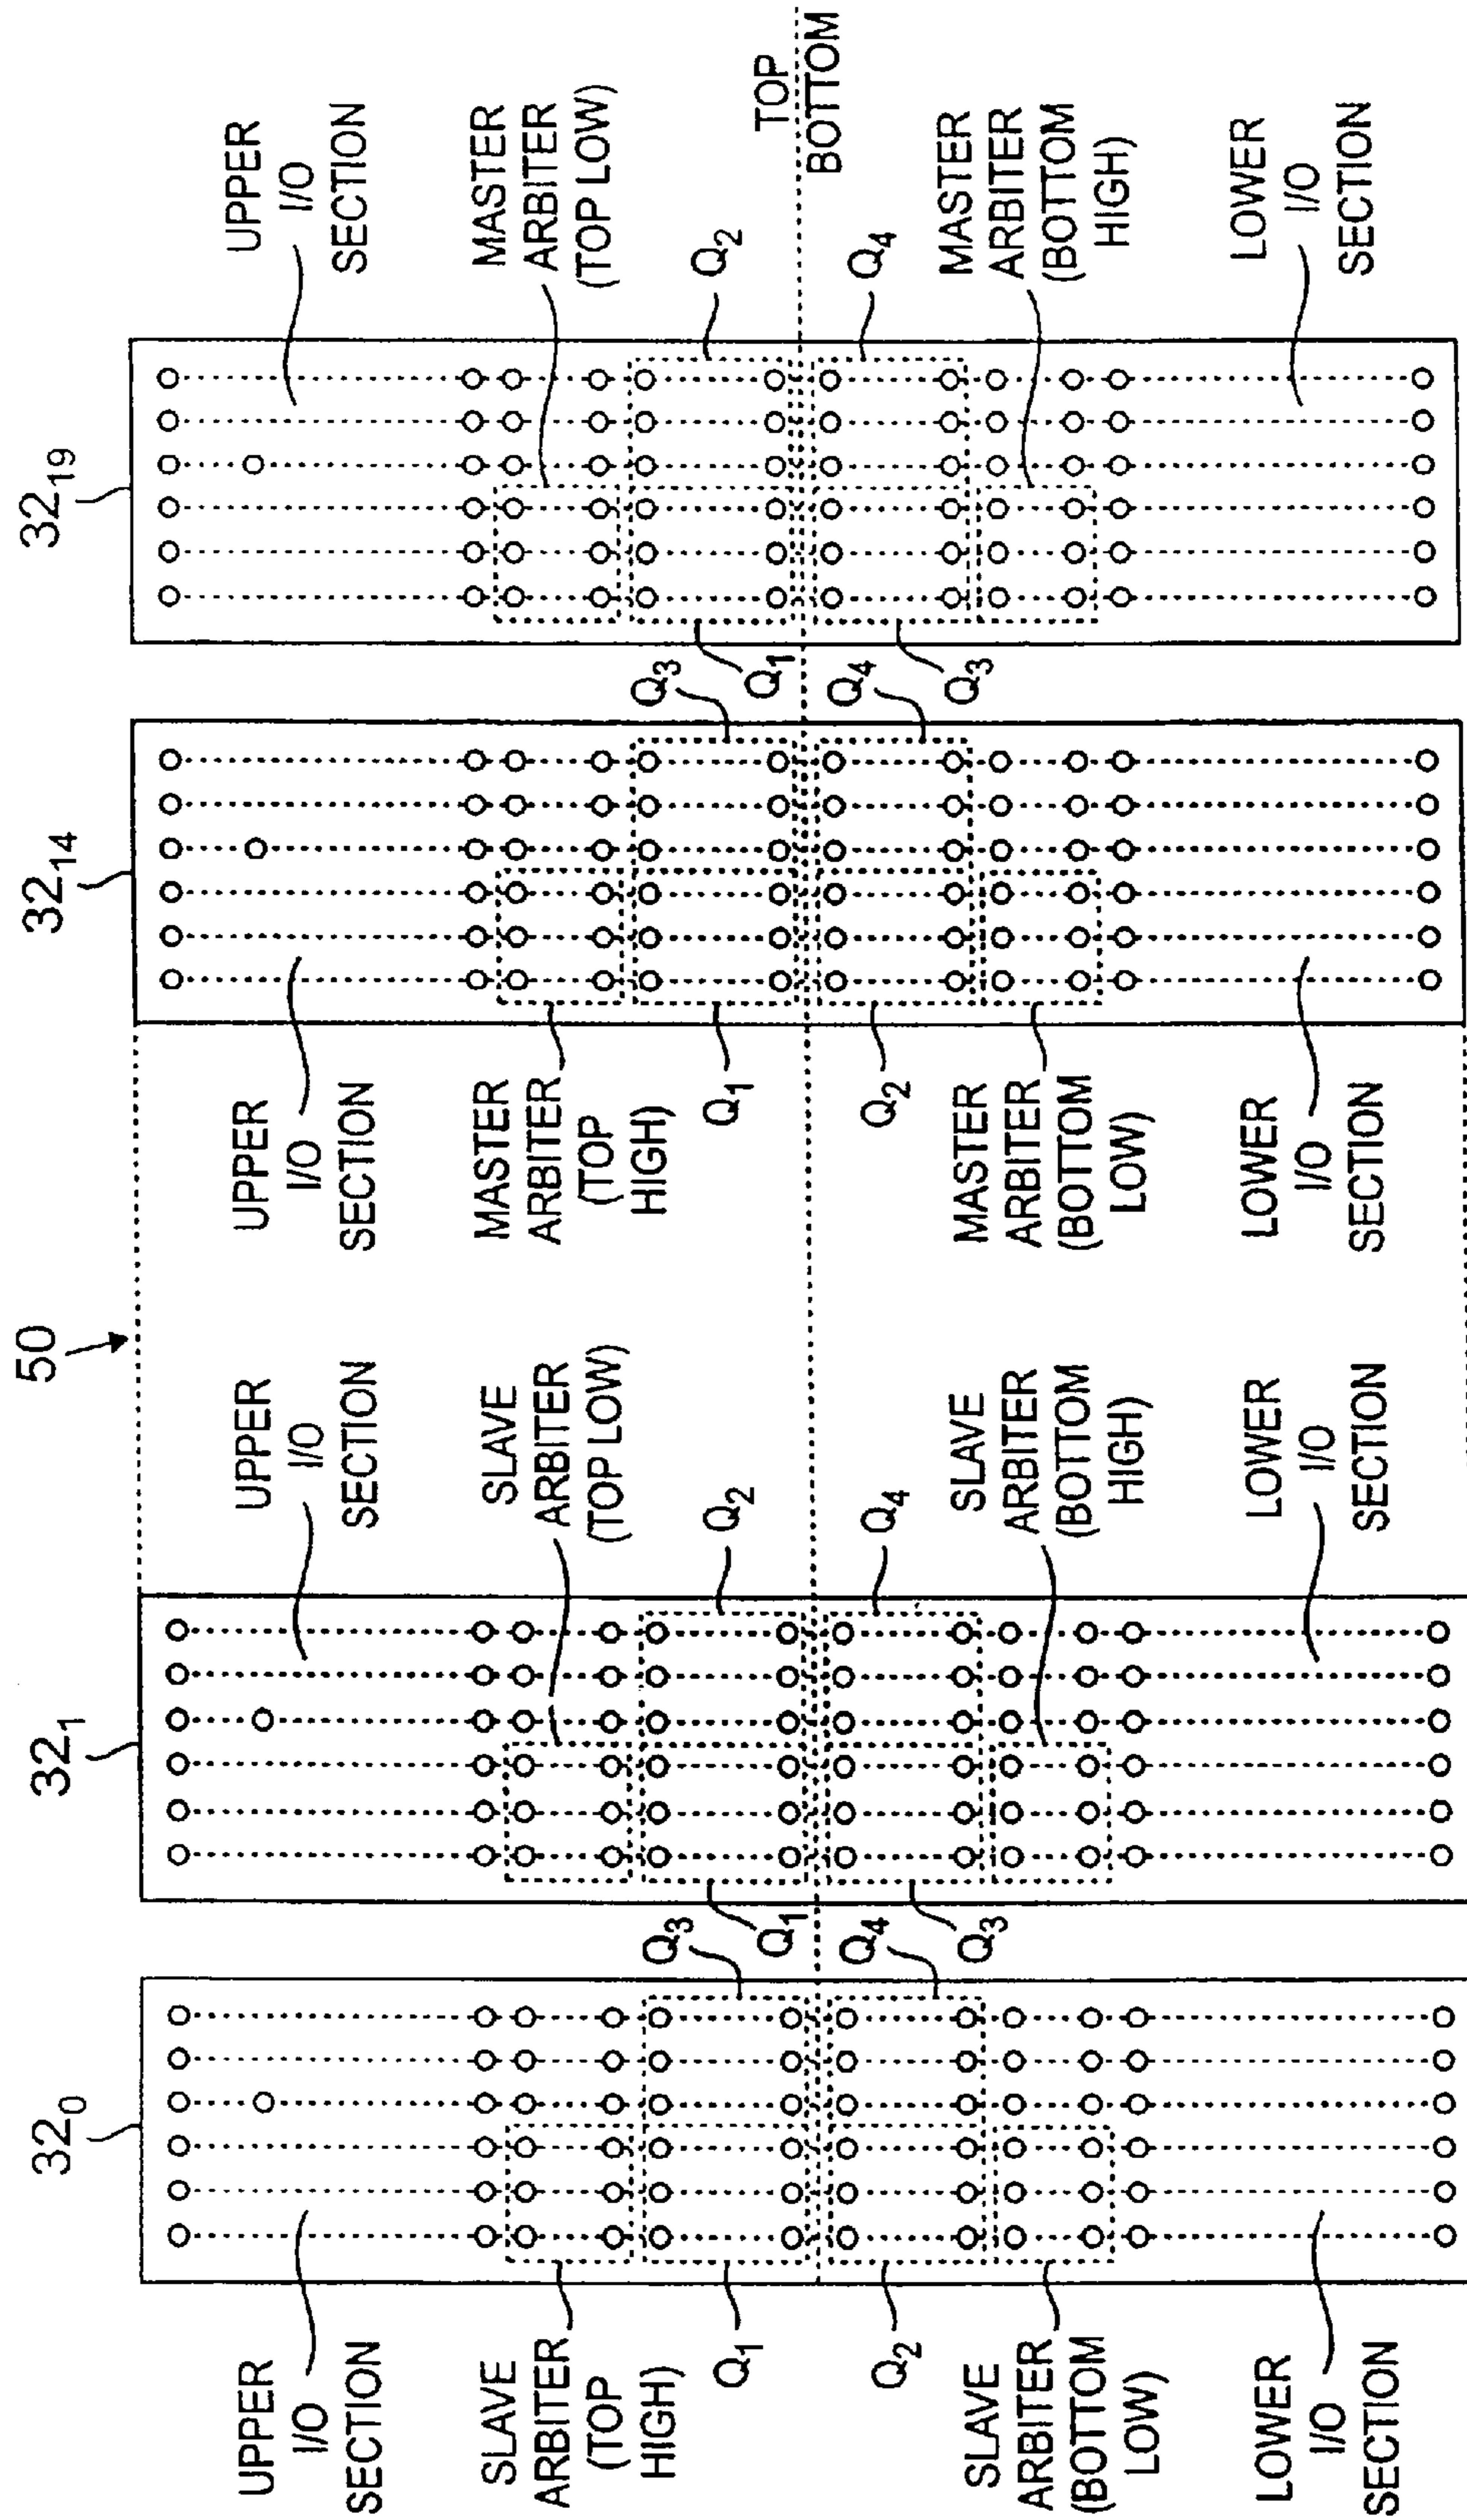 50
32₀
32₁
32₁₄
32₁₉
UPPER
I/O
SECTION
SLAVE
ARBITER
(TOP
HIGH)
Q₁
Q₂
SLAVE
ARBITER
(BOTTOM
LOW)
LOWER
I/O
SECTION
Q₃
Q₄
UPPER
I/O
SECTION
SLAVE
ARBITER
(TOP LOW)
Q₂
Q₁
Q₄
Q₃
SLAVE
ARBITER
(BOTTOM
HIGH)
LOWER
I/O
SECTION
UPPER
I/O
SECTION
MASTER
ARBITER
(TOP
HIGH)
Q₁
Q₂
MASTER
ARBITER
(BOTTOM
LOW)
LOWER
I/O
SECTION
Q₃
Q₄
UPPER
I/O
SECTION
MASTER
ARBITER
(TOP LOW)
Q₂
Q₁
TOP
BOTTOM
Q₄
Q₃
MASTER
ARBITER
(BOTTOM
HIGH)
LOWER
I/O
SECTION